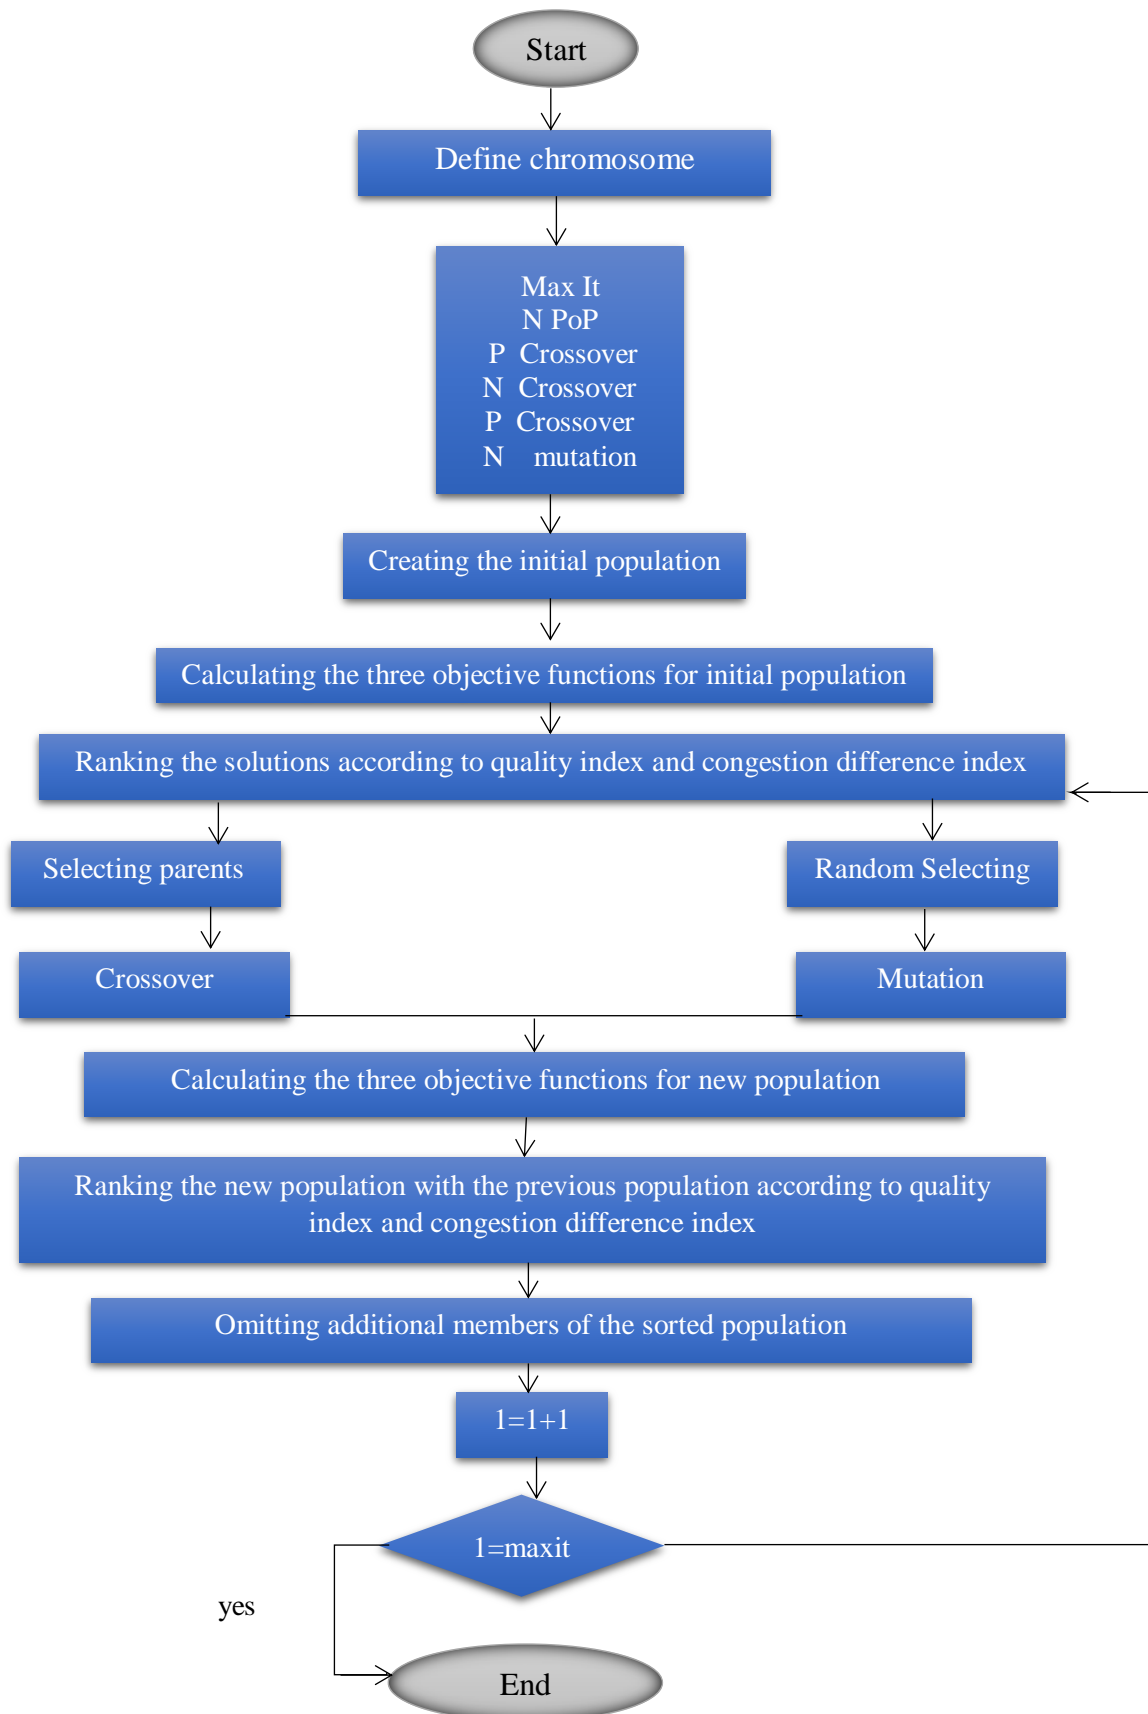 Start
Define chromosome
Max It
N PoP
P Crossover
N Crossover
P Crossover
N mutation
Creating the initial population
Calculating the three objective functions for initial population
Ranking the solutions according to quality index and congestion difference index
Selecting parents
Random Selecting
Crossover
Mutation
Calculating the three objective functions for new population
Ranking the new population with the previous population according to quality
index and congestion difference index
Omitting additional members of the sorted population
1=1+1
1=maxit
yes
End